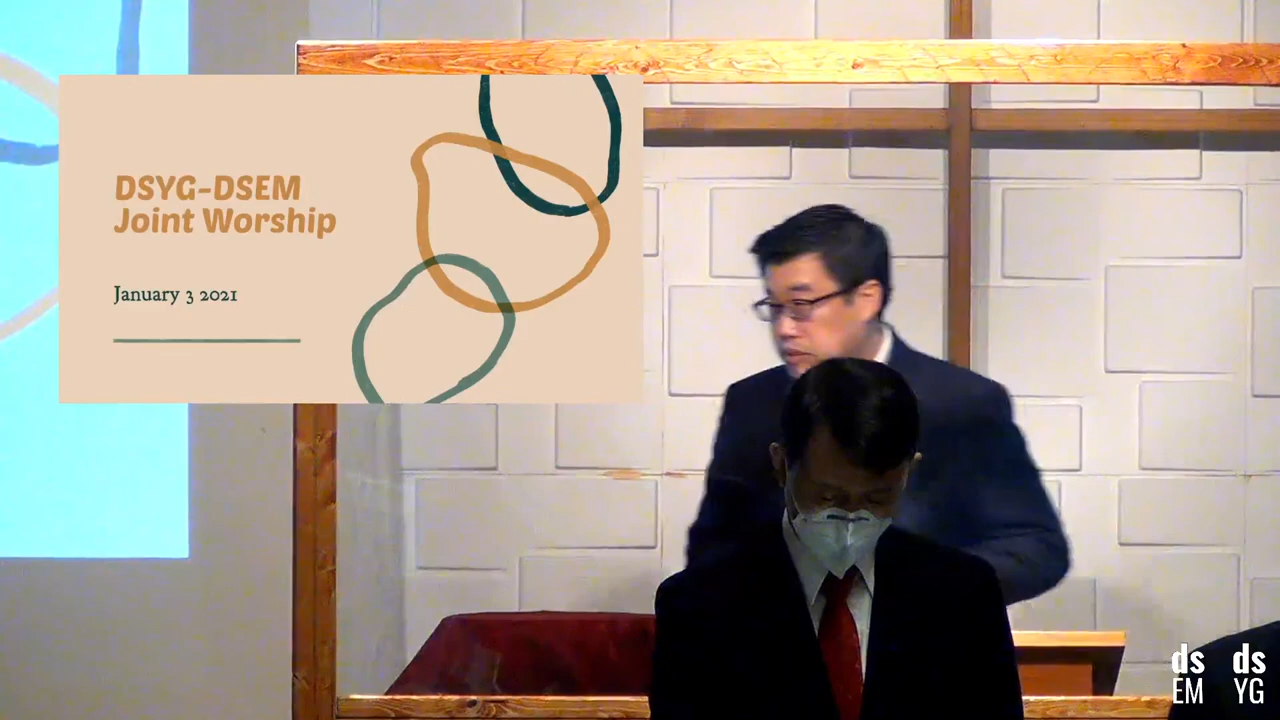 DSYG-DSEM
Joint Worship
January 3 2021
ds ds
EM YG